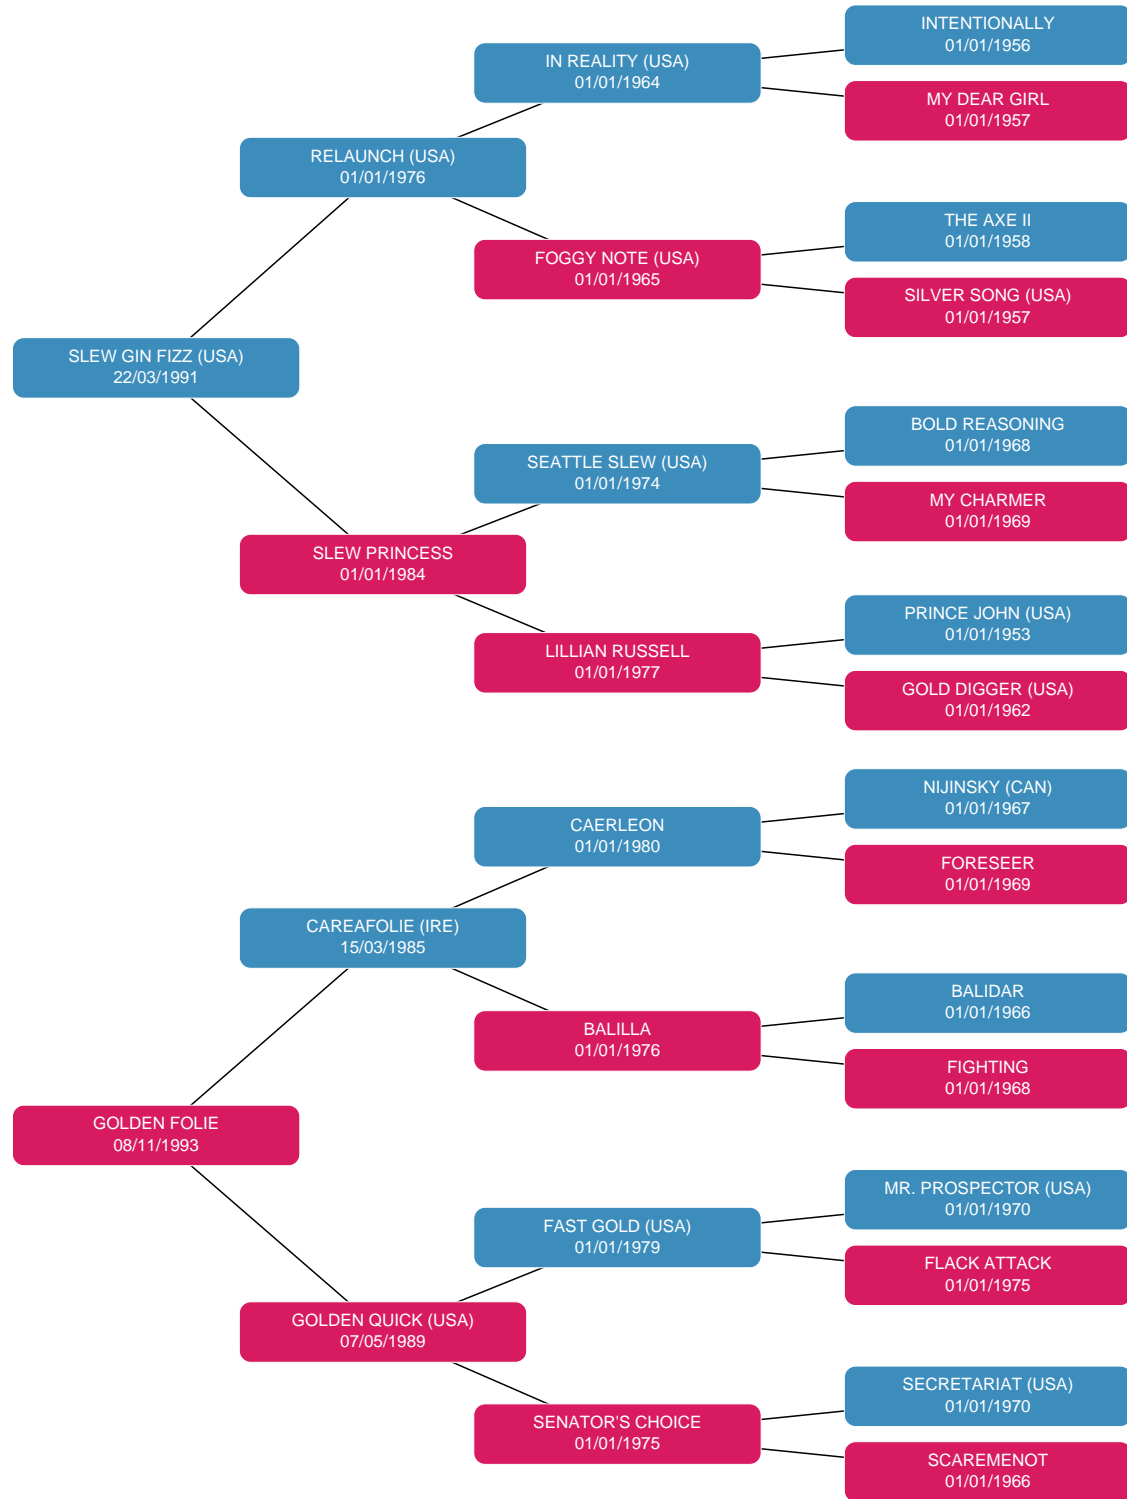 INTENTIONALLY
01/01/1956
IN REALITY (USA)
01/01/1964
MY DEAR GIRL
01/01/1957
RELAUNCH (USA)
01/01/1976
THE AXE II
01/01/1958
FOGGY NOTE (USA)
01/01/1965
SILVER SONG (USA)
01/01/1957
SLEW GIN FIZZ (USA)
22/03/1991
BOLD REASONING
01/01/1968
SEATTLE SLEW (USA)
01/01/1974
MY CHARMER
01/01/1969
SLEW PRINCESS
01/01/1984
PRINCE JOHN (USA)
01/01/1953
LILLIAN RUSSELL
01/01/1977
GOLD DIGGER (USA)
01/01/1962
NIJINSKY (CAN)
01/01/1967
CAERLEON
01/01/1980
FORESEER
01/01/1969
CAREAFOLIE (IRE)
15/03/1985
BALIDAR
01/01/1966
BALILLA
01/01/1976
FIGHTING
01/01/1968
GOLDEN FOLIE
08/11/1993
MR. PROSPECTOR (USA)
01/01/1970
FAST GOLD (USA)
01/01/1979
FLACK ATTACK
01/01/1975
GOLDEN QUICK (USA)
07/05/1989
SECRETARIAT (USA)
01/01/1970
SENATOR'S CHOICE
01/01/1975
SCAREMENOT
01/01/1966